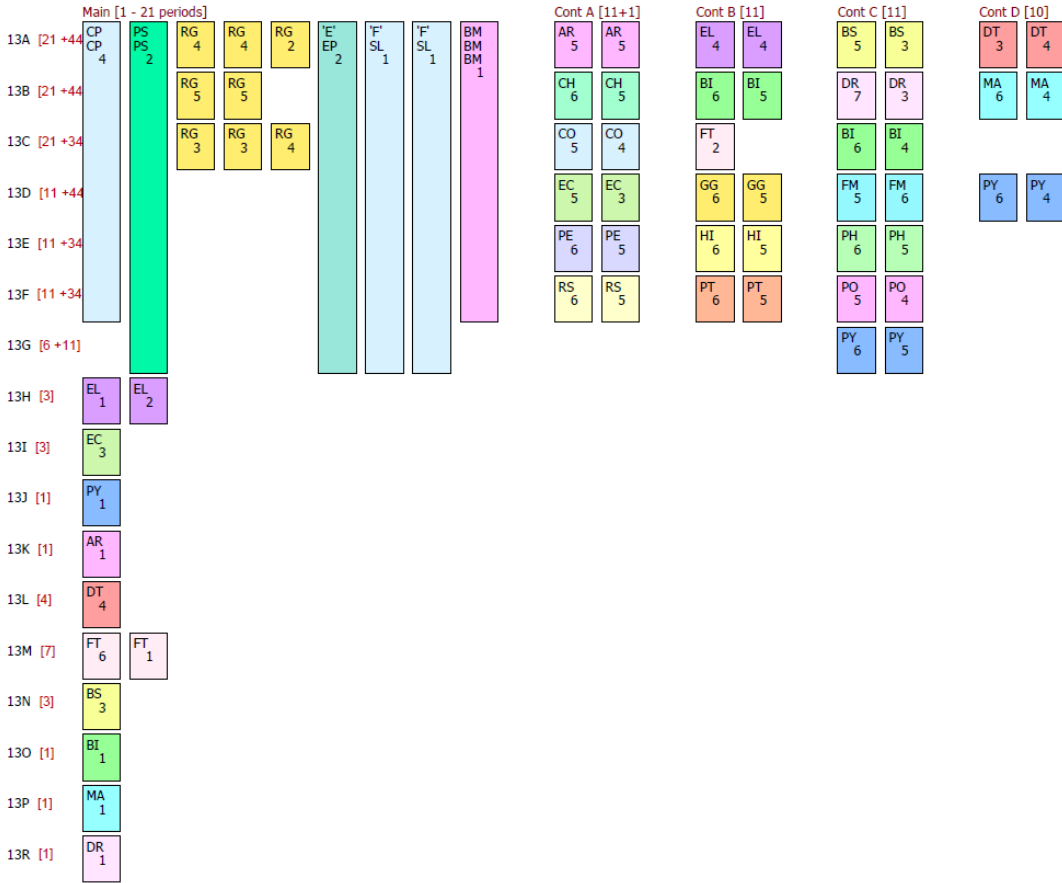 Main [1 - 21 periods] Cont A [11+1] Cont B [11] Cont C [11] Cont D [10]
13A [21 +44 CP PS RG RG RG 'E' 'F' 'F' BM AR AR EL EL BS BS DT DT
CP PS 4 4 2 EP SL SL BM 5 5 4 4 5 3 3 4
4 2 2 1 1 BM
1
13B [21 +44 RG RG CH CH BI BI DR DR MA MA
5 5 6 5 6 5 7 3 6 4
13C [21 +34 RG RG RG CO CO FT BI BI
3 3 4 5 4 2 6 4
13D [11 +44 EC EC GG GG FM FM PY PY
5 3 6 5 5 6 6 4
13E [11 +34 PE PE HI HI PH PH
6 5 6 5 6 5
13F [11 +34 RS RS PT PT PO PO
6 5 6 5 5 4
13G [6 +11] PY PY
6 5
13H [3] EL EL
1 2
13I [3] EC
3
13J [1] PY
1
13K [1] AR
1
13L [4] DT
4
13M [7] FT FT
6 1
13N [3] BS
3
13O [1] BI
1
13P [1] MA
1
13R [1] DR
1